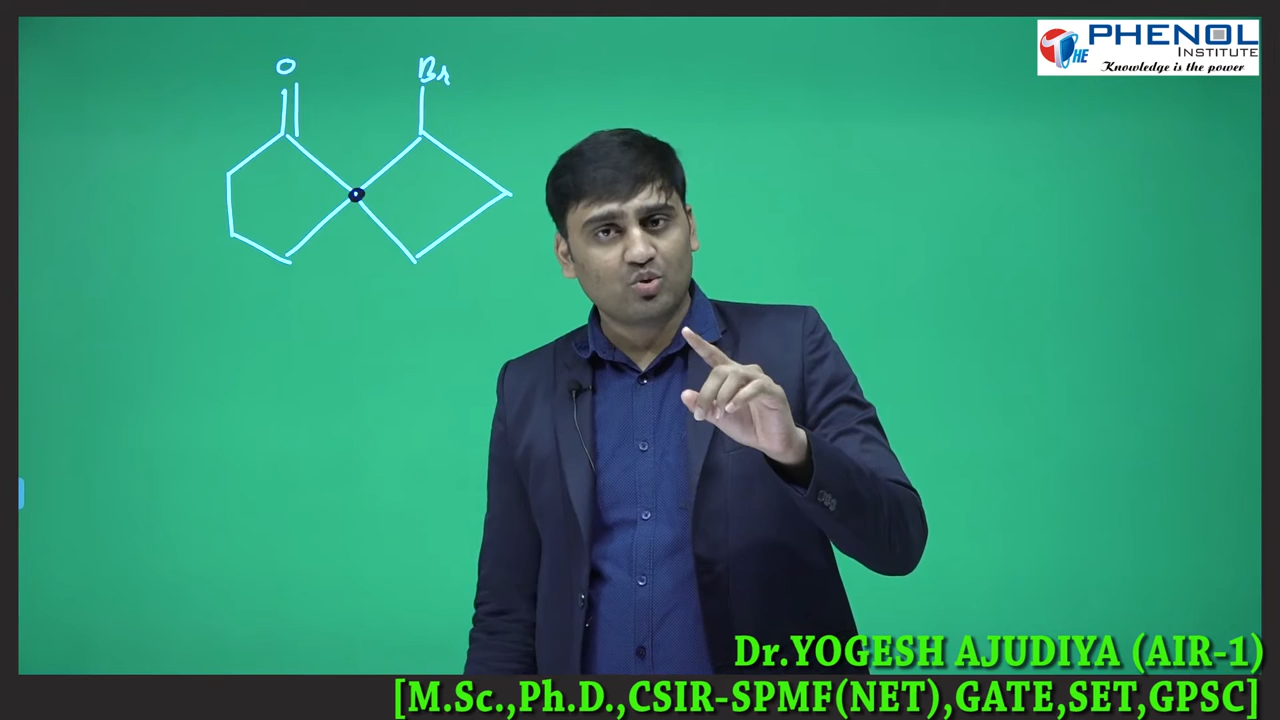 PHENOL
INSTITUTE
THE
Knowledge is the power
O
Br
Dr.YOGESH AJUDIYA (AIR-1)
[M.Sc.,Ph.D.,CSIR-SPMF(NET),GATE,SET,GPSC]